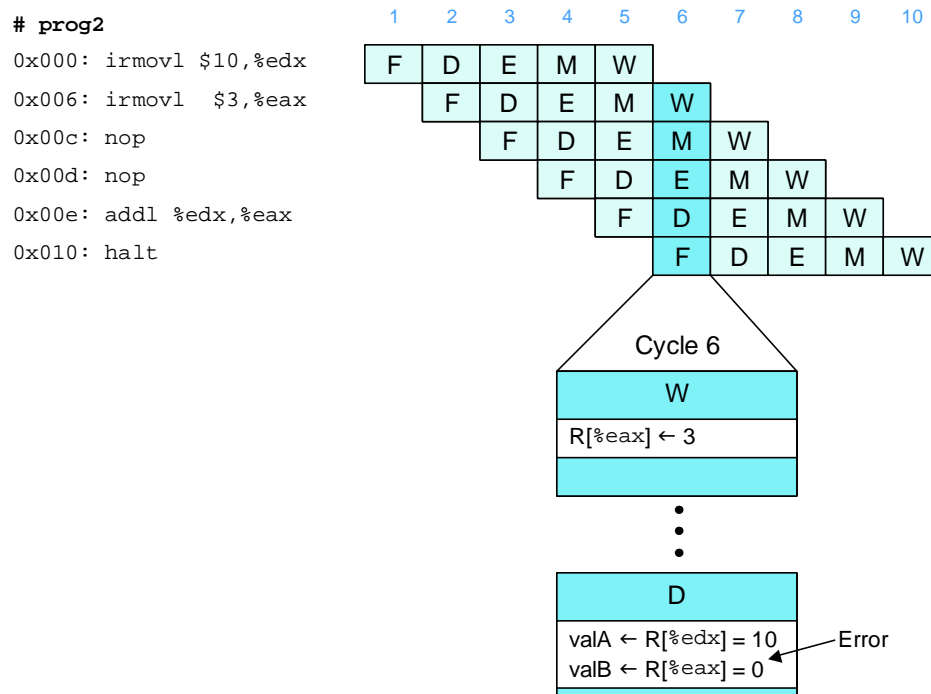 1 2 3 4 5 6 7 8 9 10
# prog2
0x000: irmovl $10,%edx F D E M W
0x006: irmovl  $3,%eax F D E M W
0x00c: nop F D E M W
0x00d: nop F D E M W
0x00e: addl %edx,%eax F D E M W
0x010: halt F D E M W
Cycle 6
W
R[%eax] ← 3
D
valA ← R[%edx] = 10
Error
valB ← R[%eax] = 0